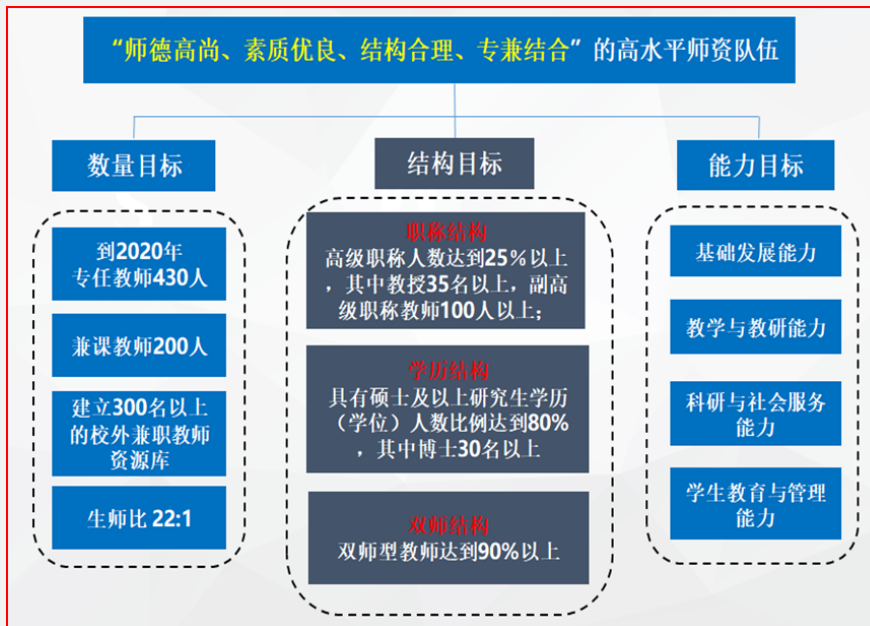 “师德高尚、素质优良、结构合理、专兼结合”的高水平师资队伍
数量目标
到2020年
专任教师430人
兼课教师200人
建立300名以上
的校外兼职教师
资源库
生师比 22:1
结构目标
职称结构
高级职称人数达到25%以上
，其中教授35名以上，副高
级职称教师100人以上；
学历结构
具有硕士及以上研究生学历
（学位）人数比例达到80%
，其中博士30名以上
双师结构
双师型教师达到90%以上
能力目标
基础发展能力
教学与教研能力
科研与社会服务
能力
学生教育与管理
能力